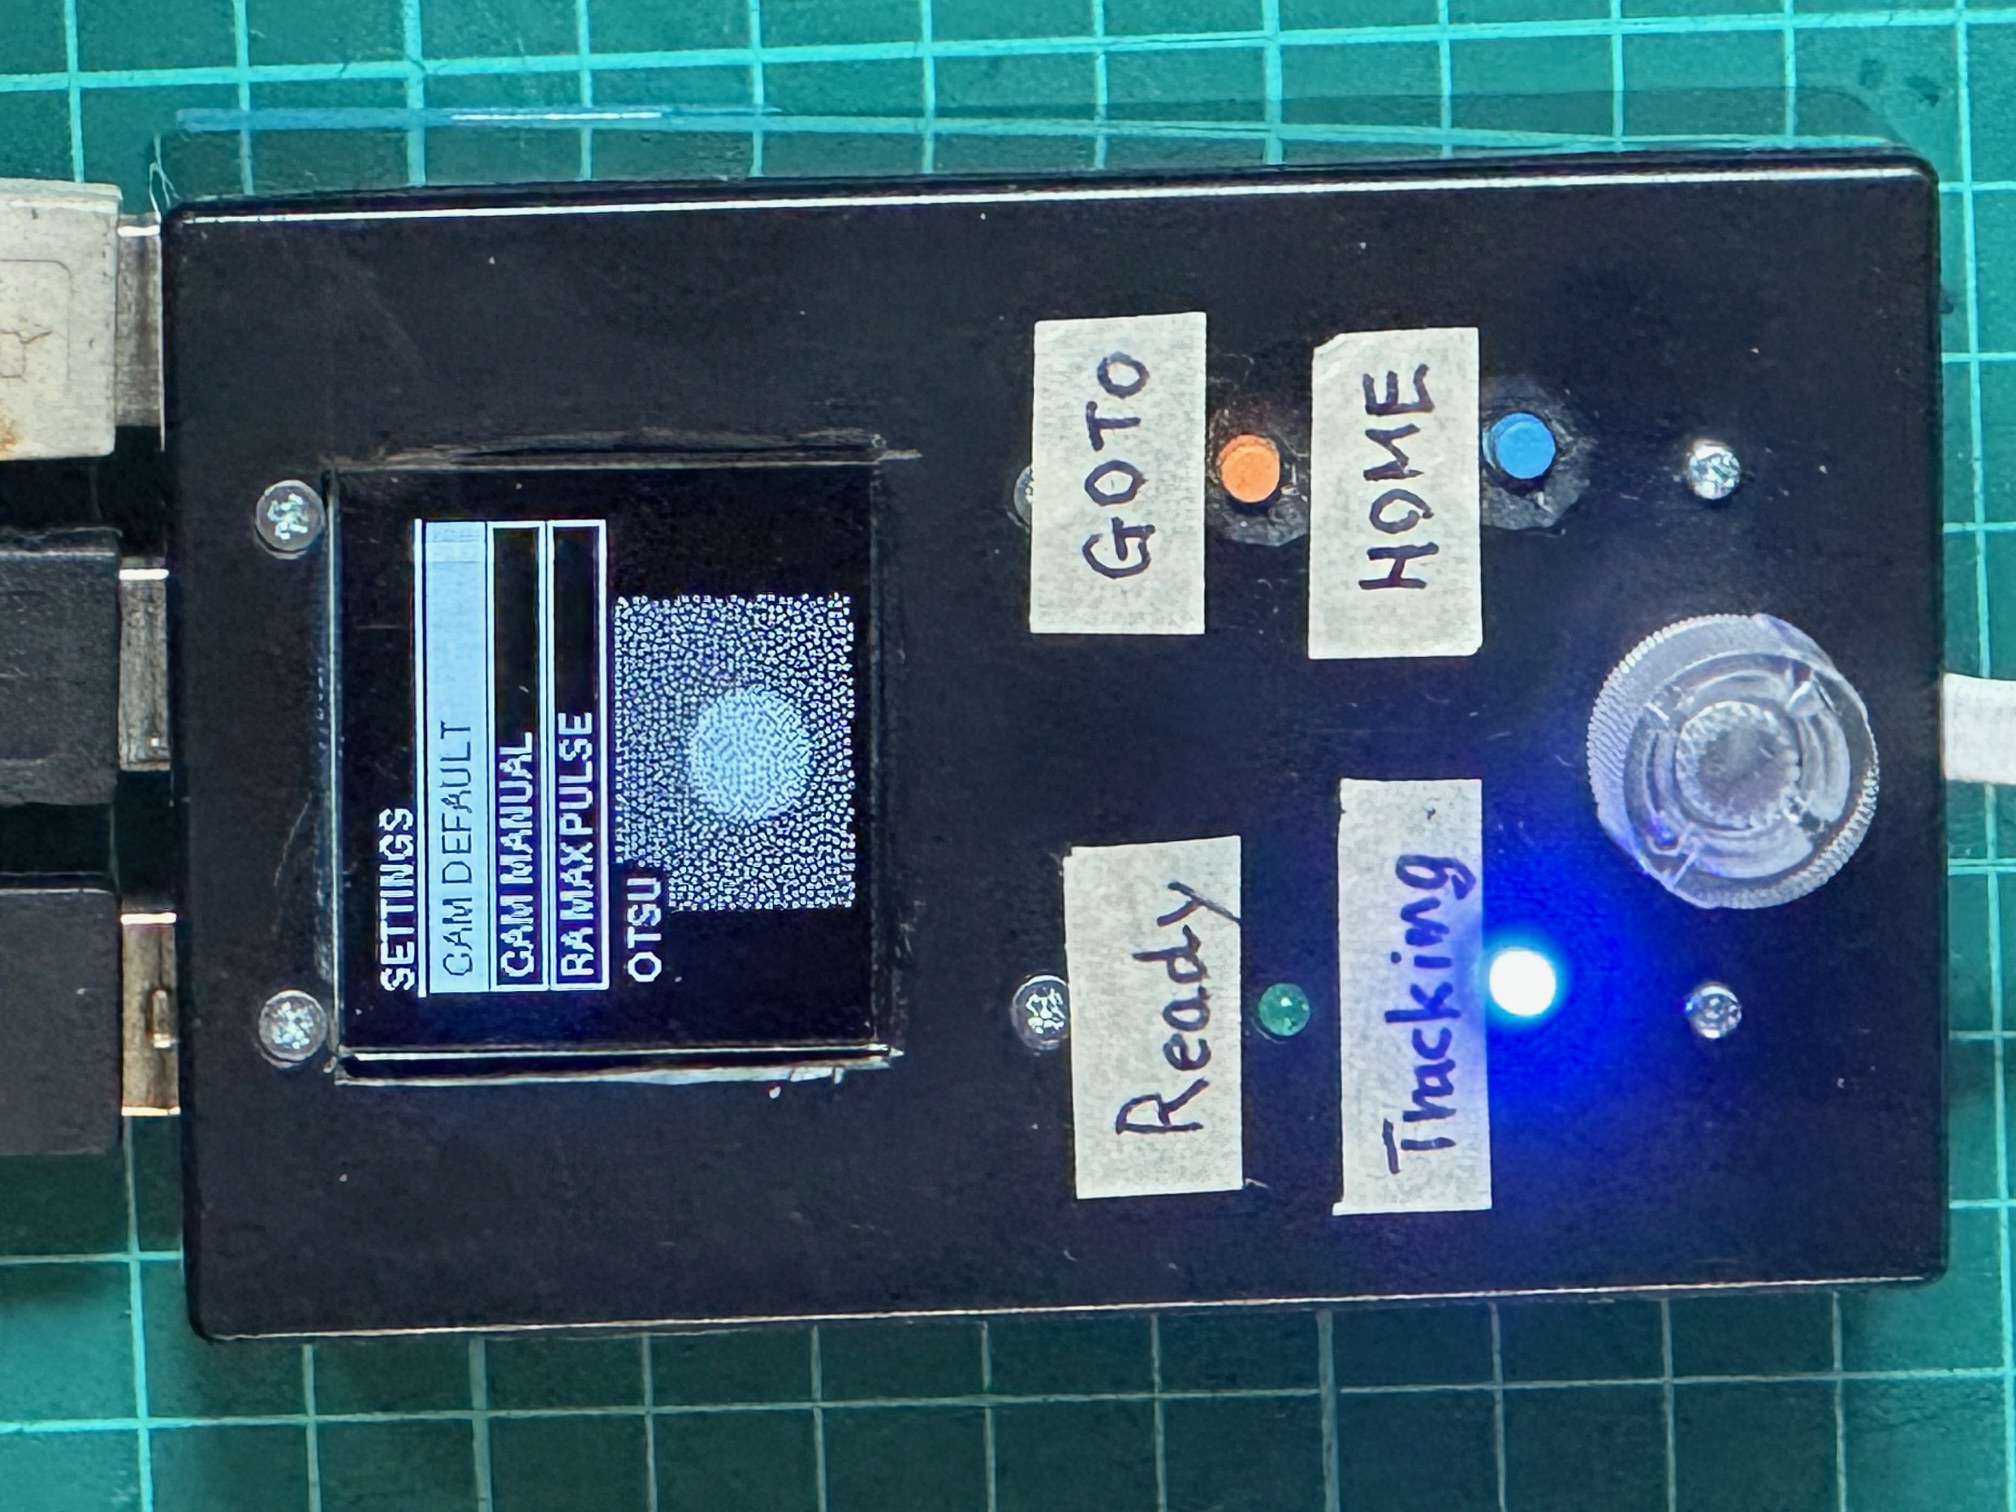 SETTINGS
CAM DEFAULT
CAM MANUAL
RA MAX PULSE
OTSU
Ready
GOTO
Tracking
HOME